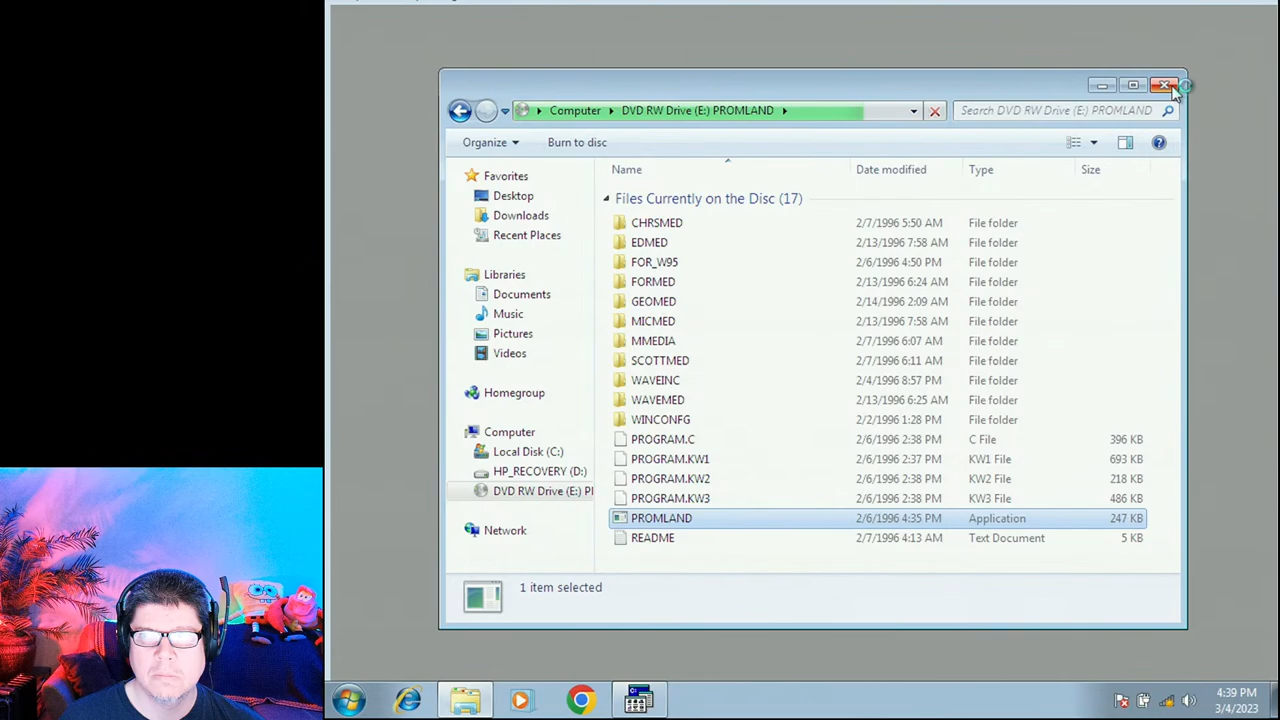 Computer DVD RW Drive (E:) PROMLAND
Search DVD RW Drive (E:) PROMLAND
Organize Burn to disc
Name Date modified Type Size
Files Currently on the Disc (17)
Favorites
Desktop
Downloads
Recent Places
Libraries
Documents
Music
Pictures
Videos
Homegroup
Computer
Local Disk (C:)
HP_RECOVERY (D:)
DVD RW Drive (E:) P
Network
CHRSMED 2/7/1996 5:50 AM File folder
EDMED 2/13/1996 7:58 AM File folder
FOR_W95 2/6/1996 4:50 PM File folder
FORMED 2/13/1996 6:24 AM File folder
GEOMED 2/14/1996 2:09 AM File folder
MICMED 2/13/1996 7:58 AM File folder
MMEDIA 2/7/1996 6:07 AM File folder
SCOTTMED 2/7/1996 6:11 AM File folder
WAVEINC 2/4/1996 8:57 PM File folder
WAVEMED 2/13/1996 6:25 AM File folder
WINCONFG 2/2/1996 1:28 PM File folder
PROGRAM.C 2/6/1996 2:38 PM C File 396 KB
PROGRAM.KW1 2/6/1996 2:37 PM KW1 File 693 KB
PROGRAM.KW2 2/6/1996 2:38 PM KW2 File 218 KB
PROGRAM.KW3 2/6/1996 2:38 PM KW3 File 486 KB
PROMLAND 2/6/1996 4:35 PM Application 247 KB
README 2/7/1996 4:13 AM Text Document 5 KB
1 item selected
4:39 PM
3/4/2023